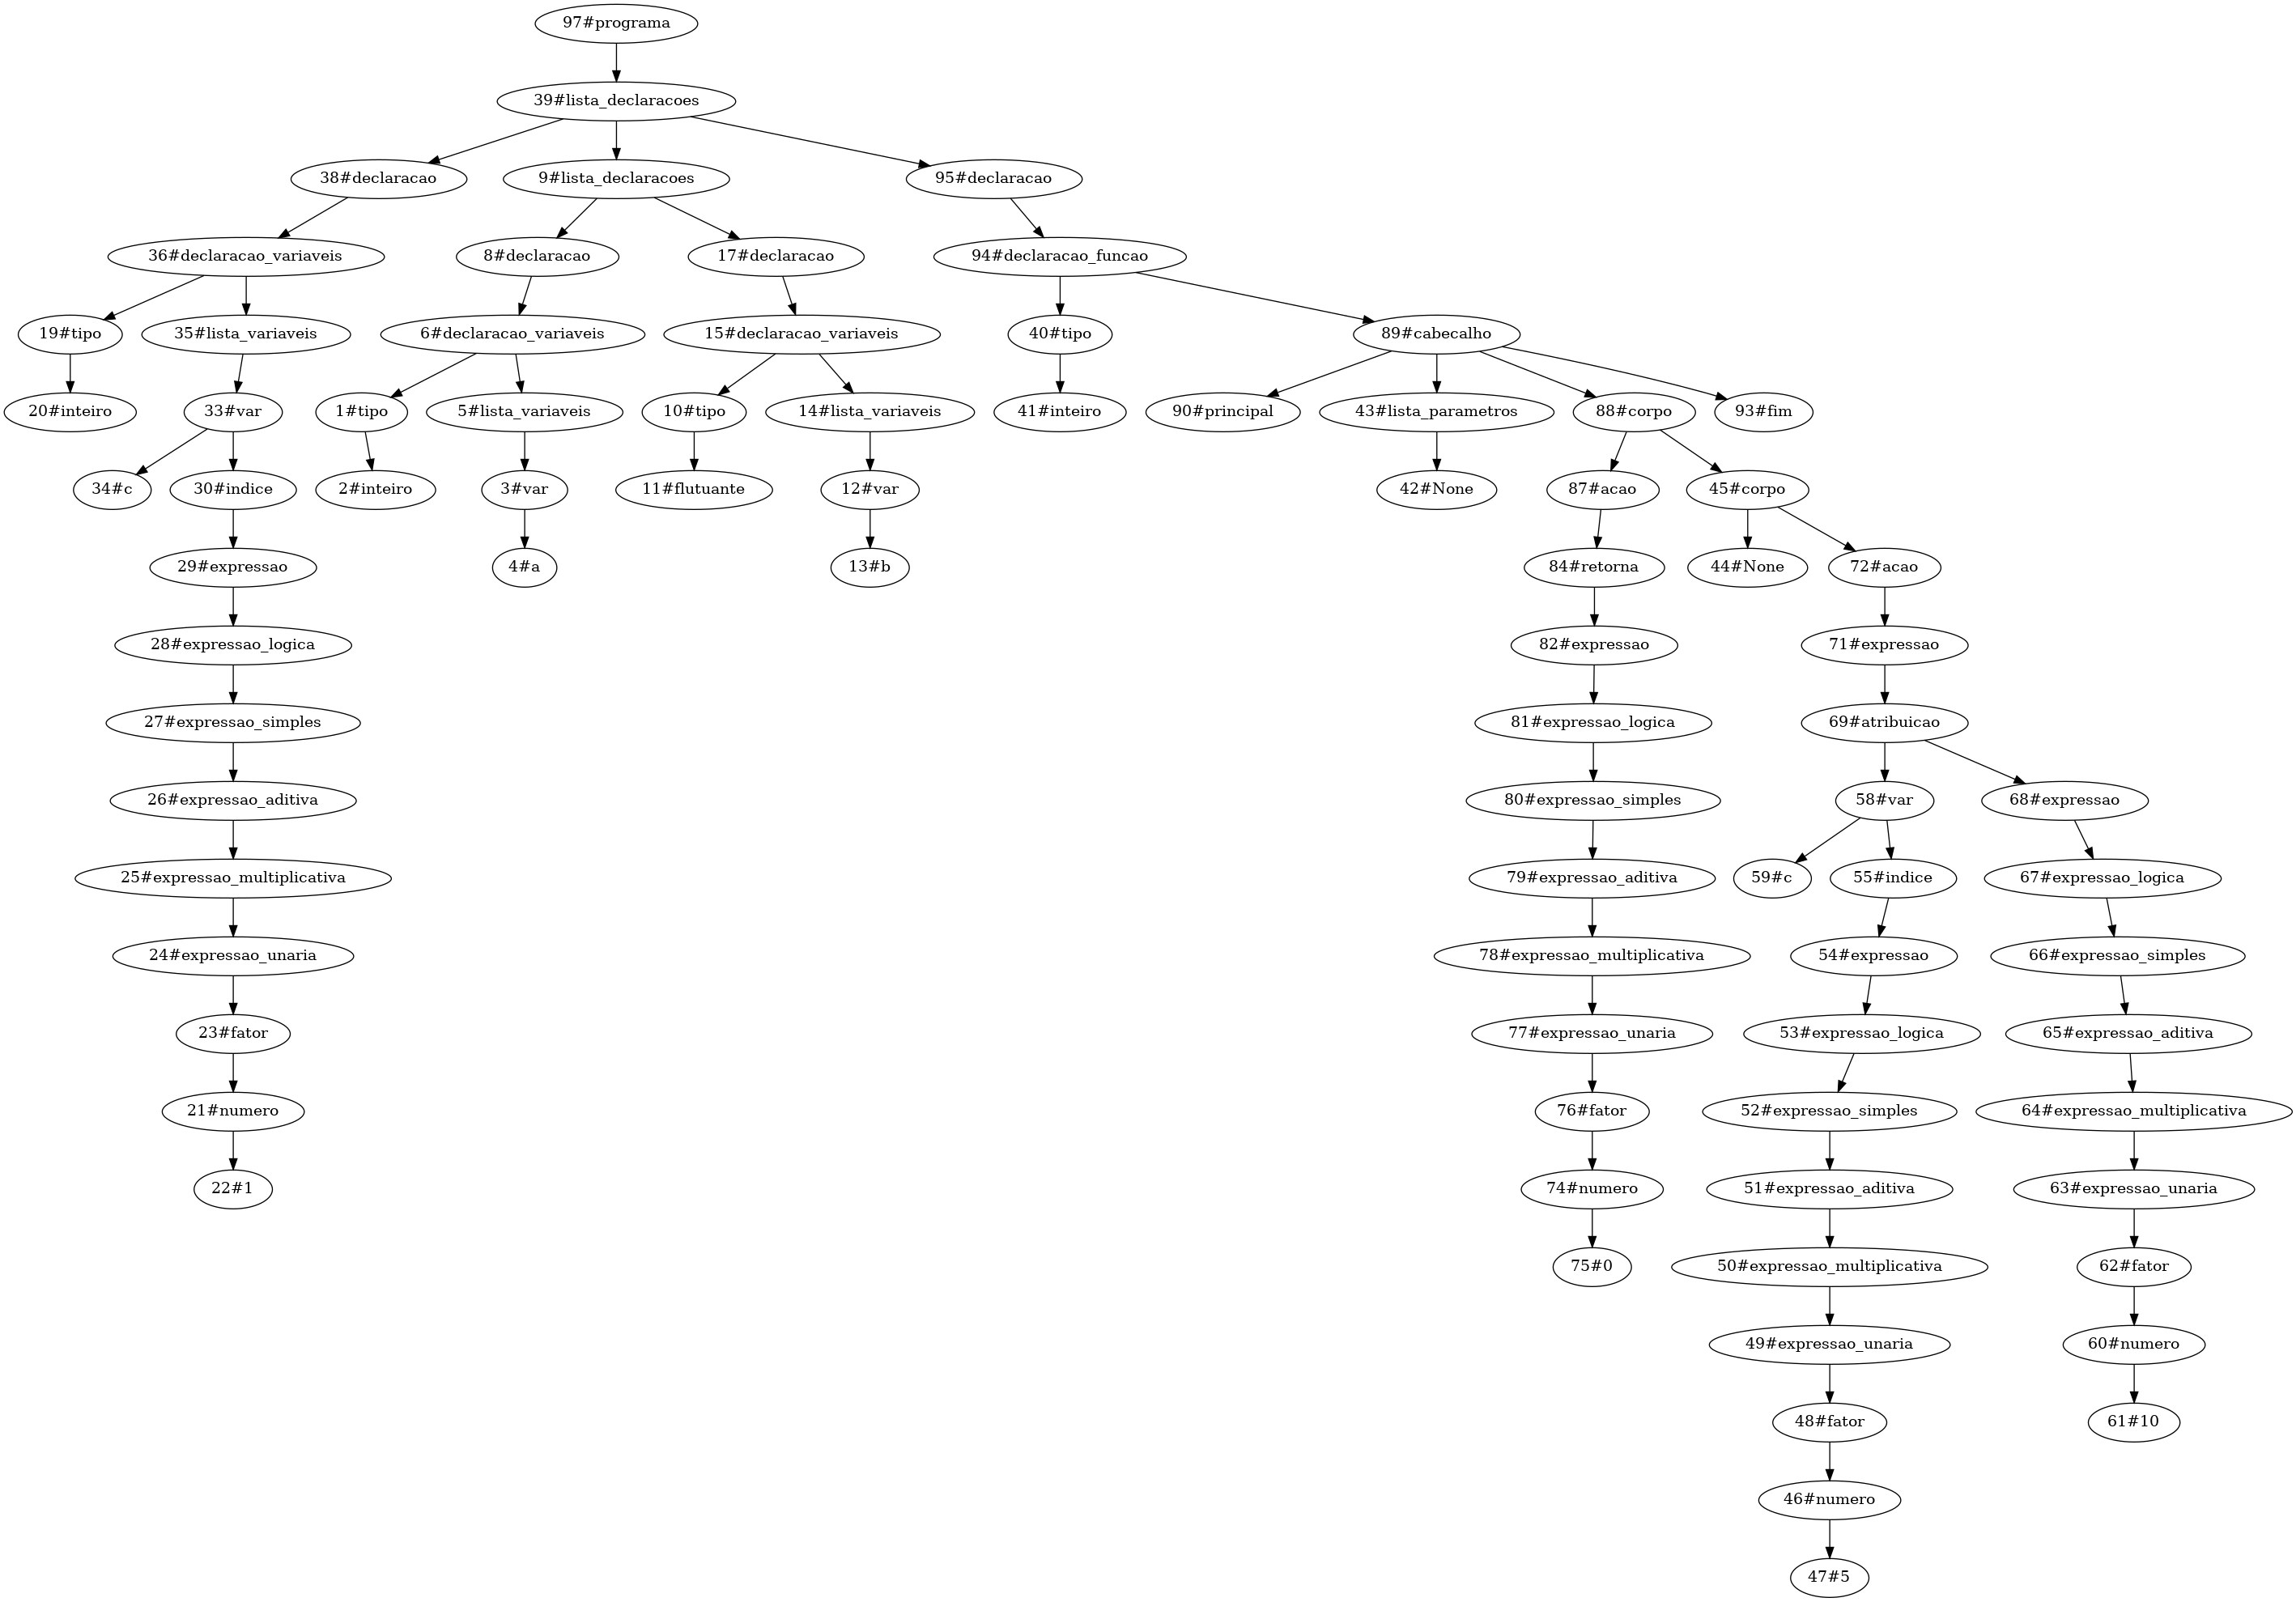 97#programa
39#lista_declaracoes
38#declaracao 9#lista_declaracoes 95#declaracao
36#declaracao_variaveis 8#declaracao 17#declaracao 94#declaracao_funcao
19#tipo 35#lista_variaveis 6#declaracao_variaveis 15#declaracao_variaveis 40#tipo 89#cabecalho
20#inteiro 33#var 1#tipo 5#lista_variaveis 10#tipo 14#lista_variaveis 41#inteiro 90#principal 43#lista_parametros 88#corpo 93#fim
34#c 30#indice 2#inteiro 3#var 11#flutuante 12#var 42#None 87#acao 45#corpo
29#expressao 4#a 13#b 84#retorna 44#None 72#acao
28#expressao_logica 82#expressao 71#expressao
27#expressao_simples 81#expressao_logica 69#atribuicao
26#expressao_aditiva 80#expressao_simples 58#var 68#expressao
25#expressao_multiplicativa 79#expressao_aditiva 59#c 55#indice 67#expressao_logica
24#expressao_unaria 78#expressao_multiplicativa 54#expressao 66#expressao_simples
23#fator 77#expressao_unaria 53#expressao_logica 65#expressao_aditiva
21#numero 76#fator 52#expressao_simples 64#expressao_multiplicativa
22#1 74#numero 51#expressao_aditiva 63#expressao_unaria
75#0 50#expressao_multiplicativa 62#fator
49#expressao_unaria 60#numero
48#fator 61#10
46#numero
47#5